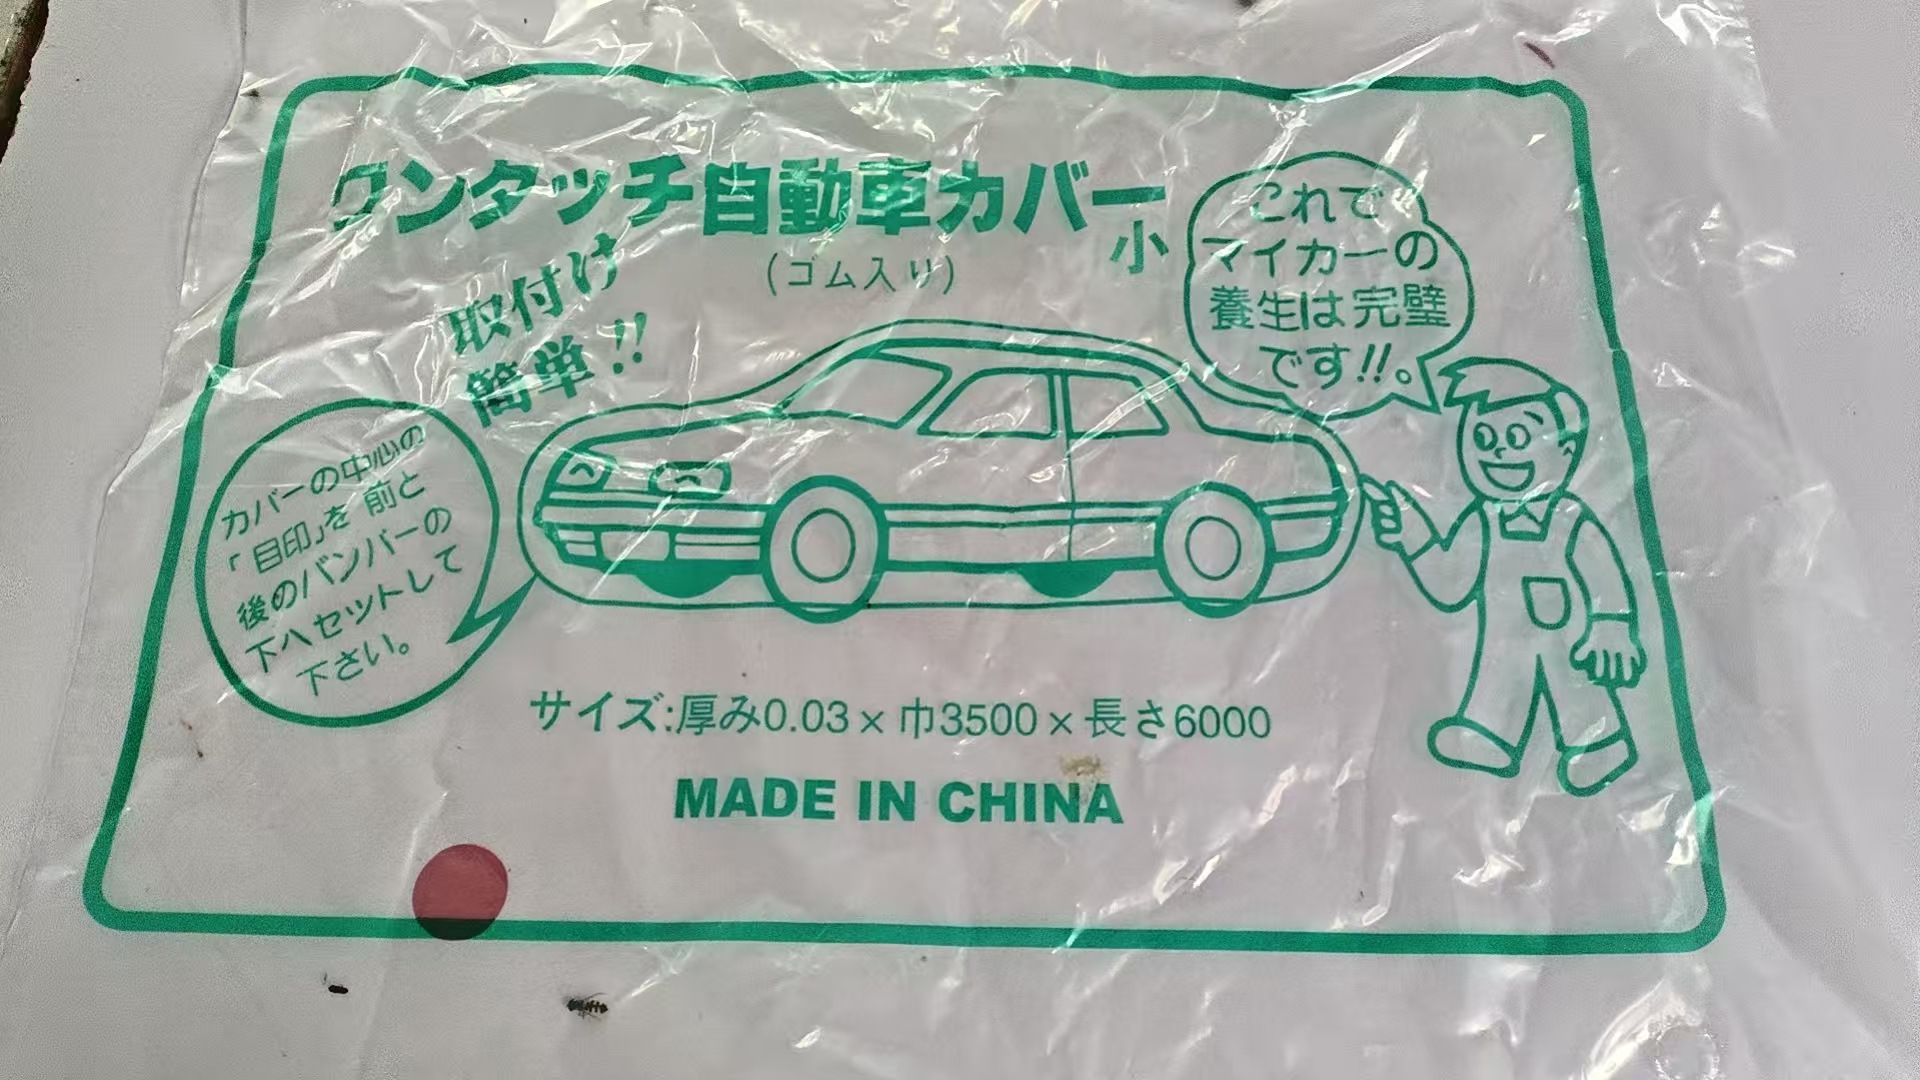 ワンタッチ自動車カバー
小
(ゴム入り)
取付け
簡単!!
これで
マイカーの
養生は完璧
です!!。
カバーの中心の
「目印」を前と
後のバンパーの
下へセットして
下さい。
サイズ:厚み0.03×巾3500×長さ6000
MADE IN CHINA